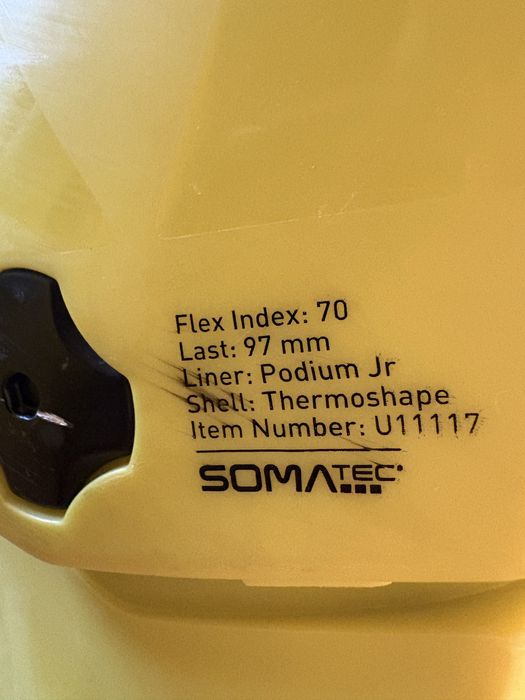 Flex Index: 70
Last: 97 mm
Liner: Podium Jr
Shell: Thermoshape
Item Number: U11117
SOMATEC